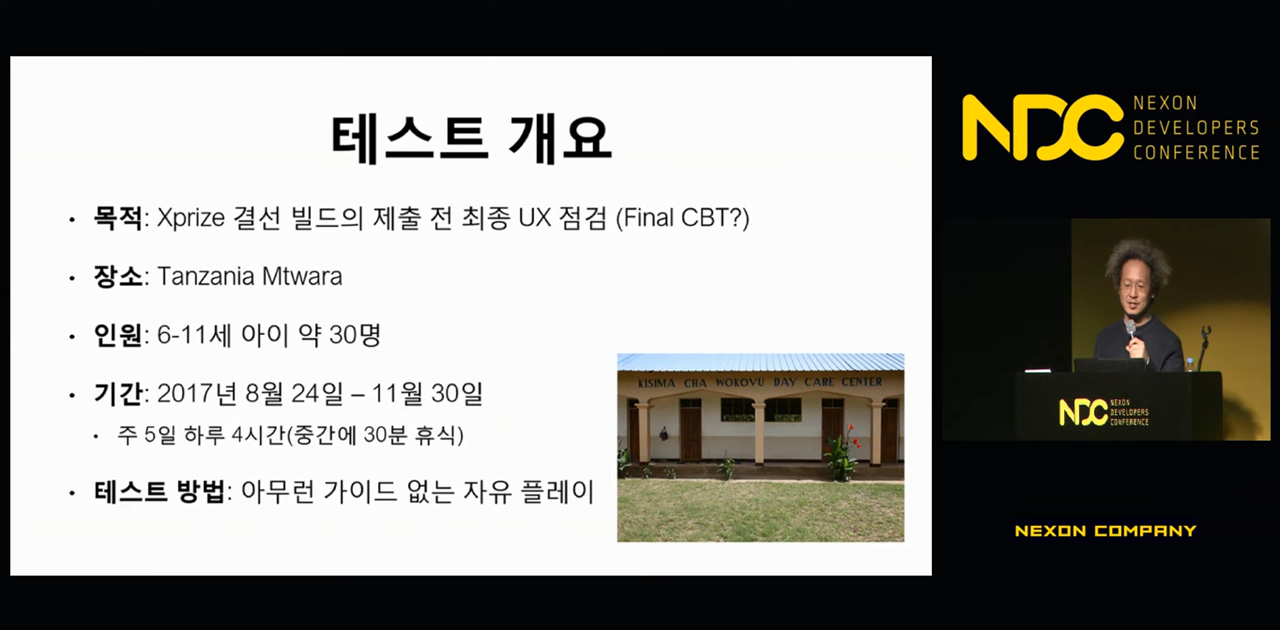 테스트 개요
• 목적: Xprize 결선 빌드의 제출 전 최종 UX 점검 (Final CBT?)
• 장소: Tanzania Mtwara
• 인원: 6-11세 아이 약 30명
• 기간: 2017년 8월 24일 – 11월 30일
• 주 5일 하루 4시간(중간에 30분 휴식)
• 테스트 방법: 아무런 가이드 없는 자유 플레이
KISIMA CHA WOKOVU DAY CARE CENTER
NDC
NEXON
DEVELOPERS
CONFERENCE
NDC
NEXON
DEVELOPERS
CONFERENCE
NEXON COMPANY